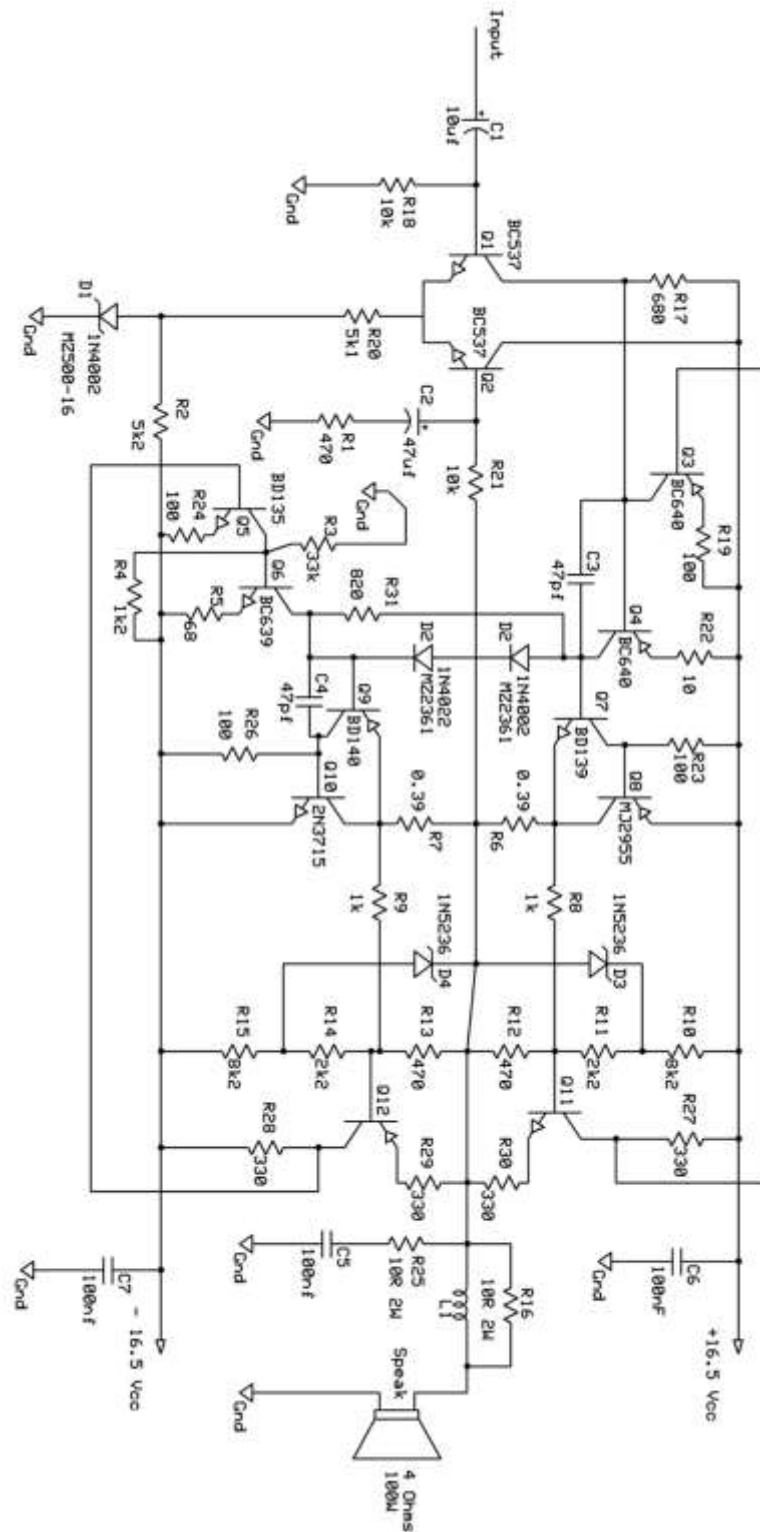 Input
C1
10uf
R18
10k
Gnd
Q1
BC537
BC537
Q2
R17
680
R20
5k1
D1
1N4002
MZ500-16
Gnd
R2
5k2
C2
47uf
R1
470
Gnd
R21
10k
Q3
BC640
R19
100
C3
47pf
Q4
BC640
R22
10
BD135
R24
100
Q5
Gnd
R3
33k
Q6
BC639
R5
68
R4
1k2
R31
820
D2
1N4022
MZ2361
D2
1N4002
MZ2361
Q7
BD139
R23
100
Q8
MJ2955
C4
47pf
Q9
BD140
R26
100
Q10
2N3715
0.39
R7
0.39
R6
R9
1k
R8
1k
1N5236
D4
1N5236
D3
R15
8k2
R14
2k2
R13
470
R12
470
R11
2k2
R10
8k2
Q12
Q11
R28
330
R29
330
R30
330
R27
330
C5
100nf
R25
10R 2W
Gnd
R16
10R 2W
L1
C6
100nF
Gnd
C7
100nf
Gnd
- 16.5 Vcc
+16.5 Vcc
Speak
Gnd
4 Ohms
100W